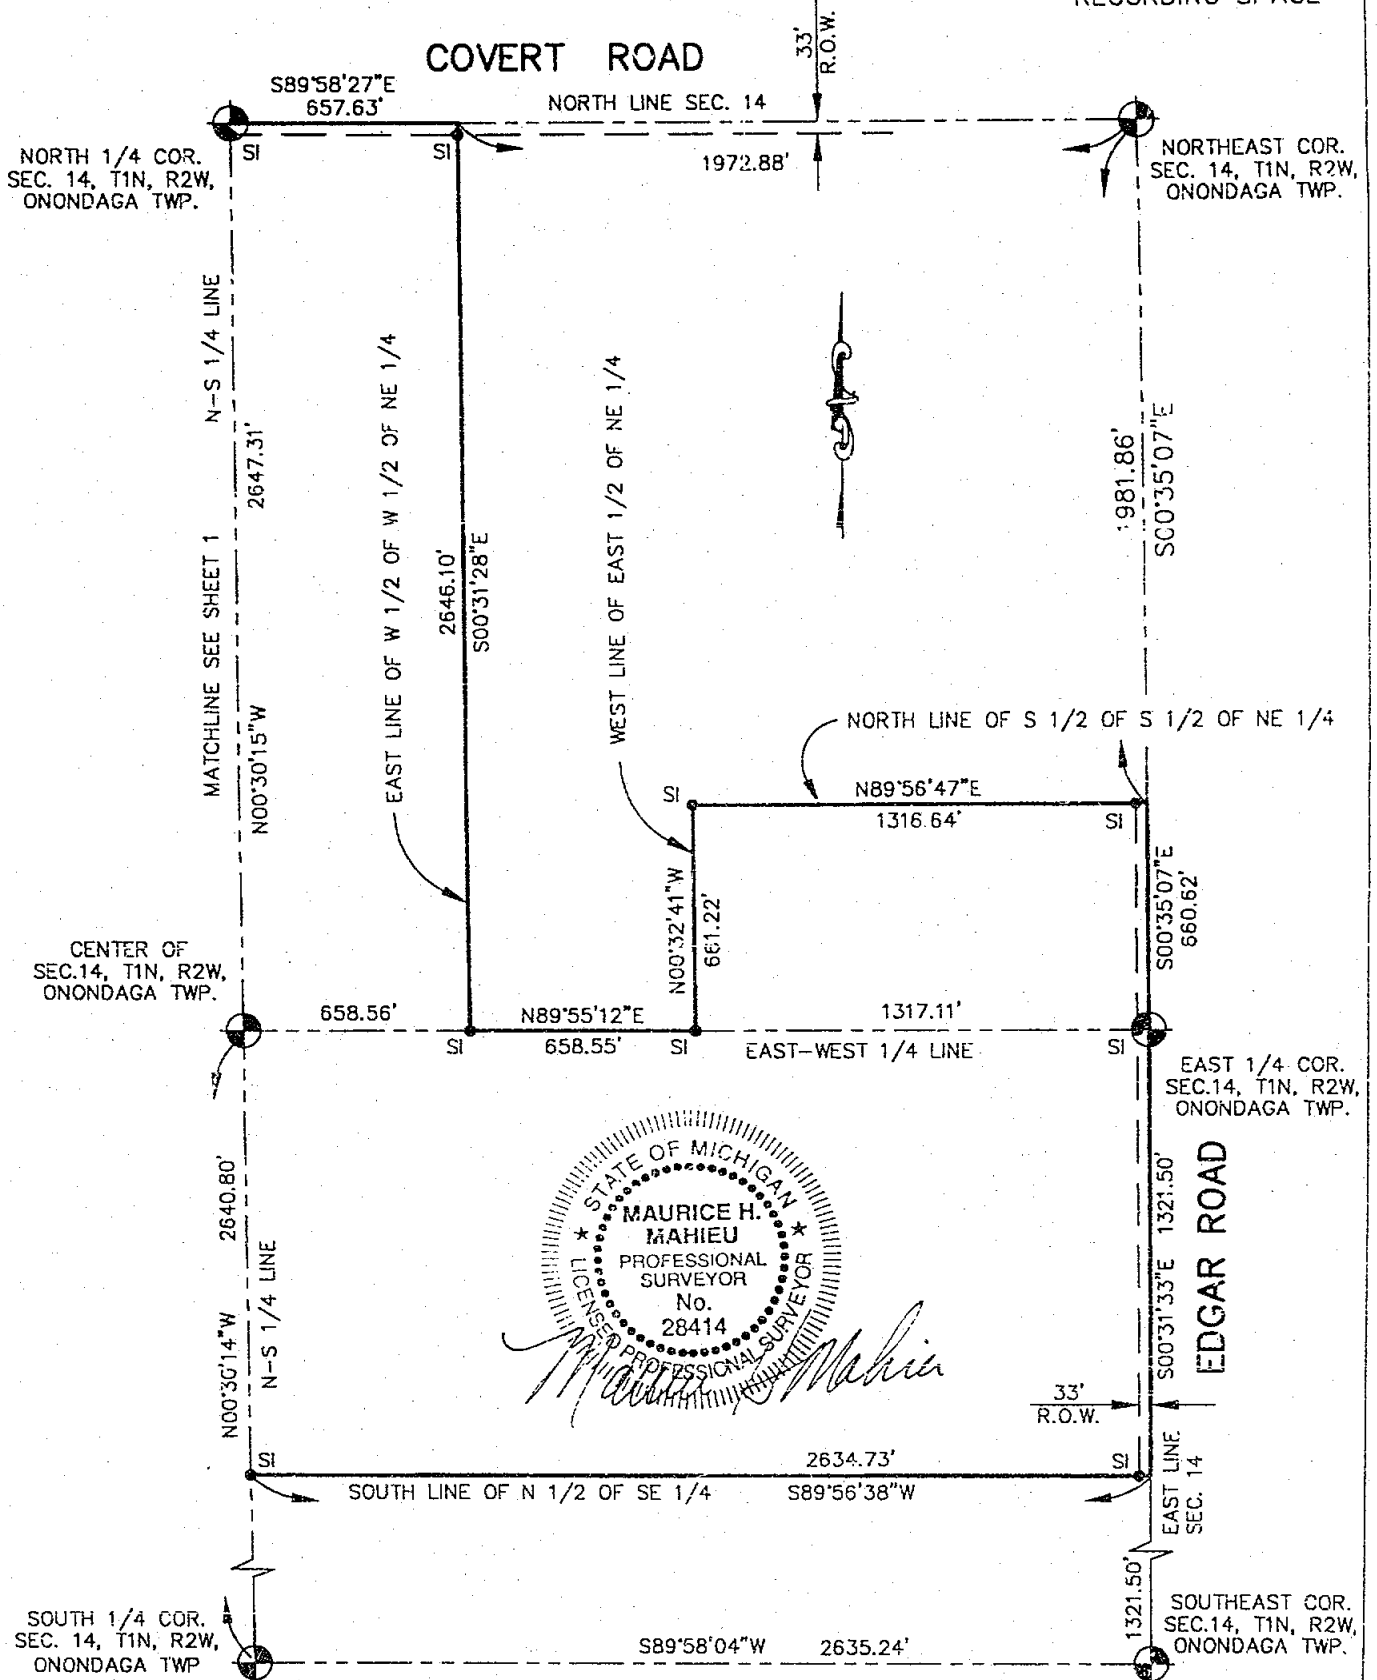 COVERT ROAD
33'
R.O.W.
S89°58'27"E
657.63'
NORTH LINE SEC. 14
1972.88'
SI
SI
NORTH 1/4 COR.
SEC. 14, T1N, R2W,
ONONDAGA TWP.
NORTHEAST COR.
SEC. 14, T1N, R2W,
ONONDAGA TWP.
N-S 1/4 LINE
2647.31'
MATCHLINE SEE SHEET 1
N00°30'15"W
EAST LINE OF W 1/2 OF W 1/2 OF NE 1/4
2646.10'
S00°31'28"E
WEST LINE OF EAST 1/2 OF NE 1/4
1981.86'
S00°35'07"E
NORTH LINE OF S 1/2 OF S 1/2 OF NE 1/4
SI
N89°56'47"E
1316.64'
SI
N00°32'41"W
661.22'
S00°35'07"E
660.62'
CENTER OF
SEC.14, T1N, R2W,
ONONDAGA TWP.
658.56'
SI
N89°55'12"E
658.55'
SI
1317.11'
EAST-WEST 1/4 LINE
SI
EAST 1/4 COR.
SEC.14, T1N, R2W,
ONONDAGA TWP.
2640.80'
N00°30'14"W
N-S 1/4 LINE
STATE OF MICHIGAN
MAURICE H.
MAHIEU
PROFESSIONAL
SURVEYOR
No.
28414
LICENSED PROFESSIONAL SURVEYOR
Mahieu
1321.50'
S00°31'33"E
EDGAR ROAD
33'
R.O.W.
SI
2634.73'
SI
SOUTH LINE OF N 1/2 OF SE 1/4
S89°56'38"W
EAST LINE
SEC. 14
1321.50'
SOUTH 1/4 COR.
SEC. 14, T1N, R2W,
ONONDAGA TWP
S89°58'04"W 2635.24'
SOUTHEAST COR.
SEC.14, T1N, R2W,
ONONDAGA TWP.